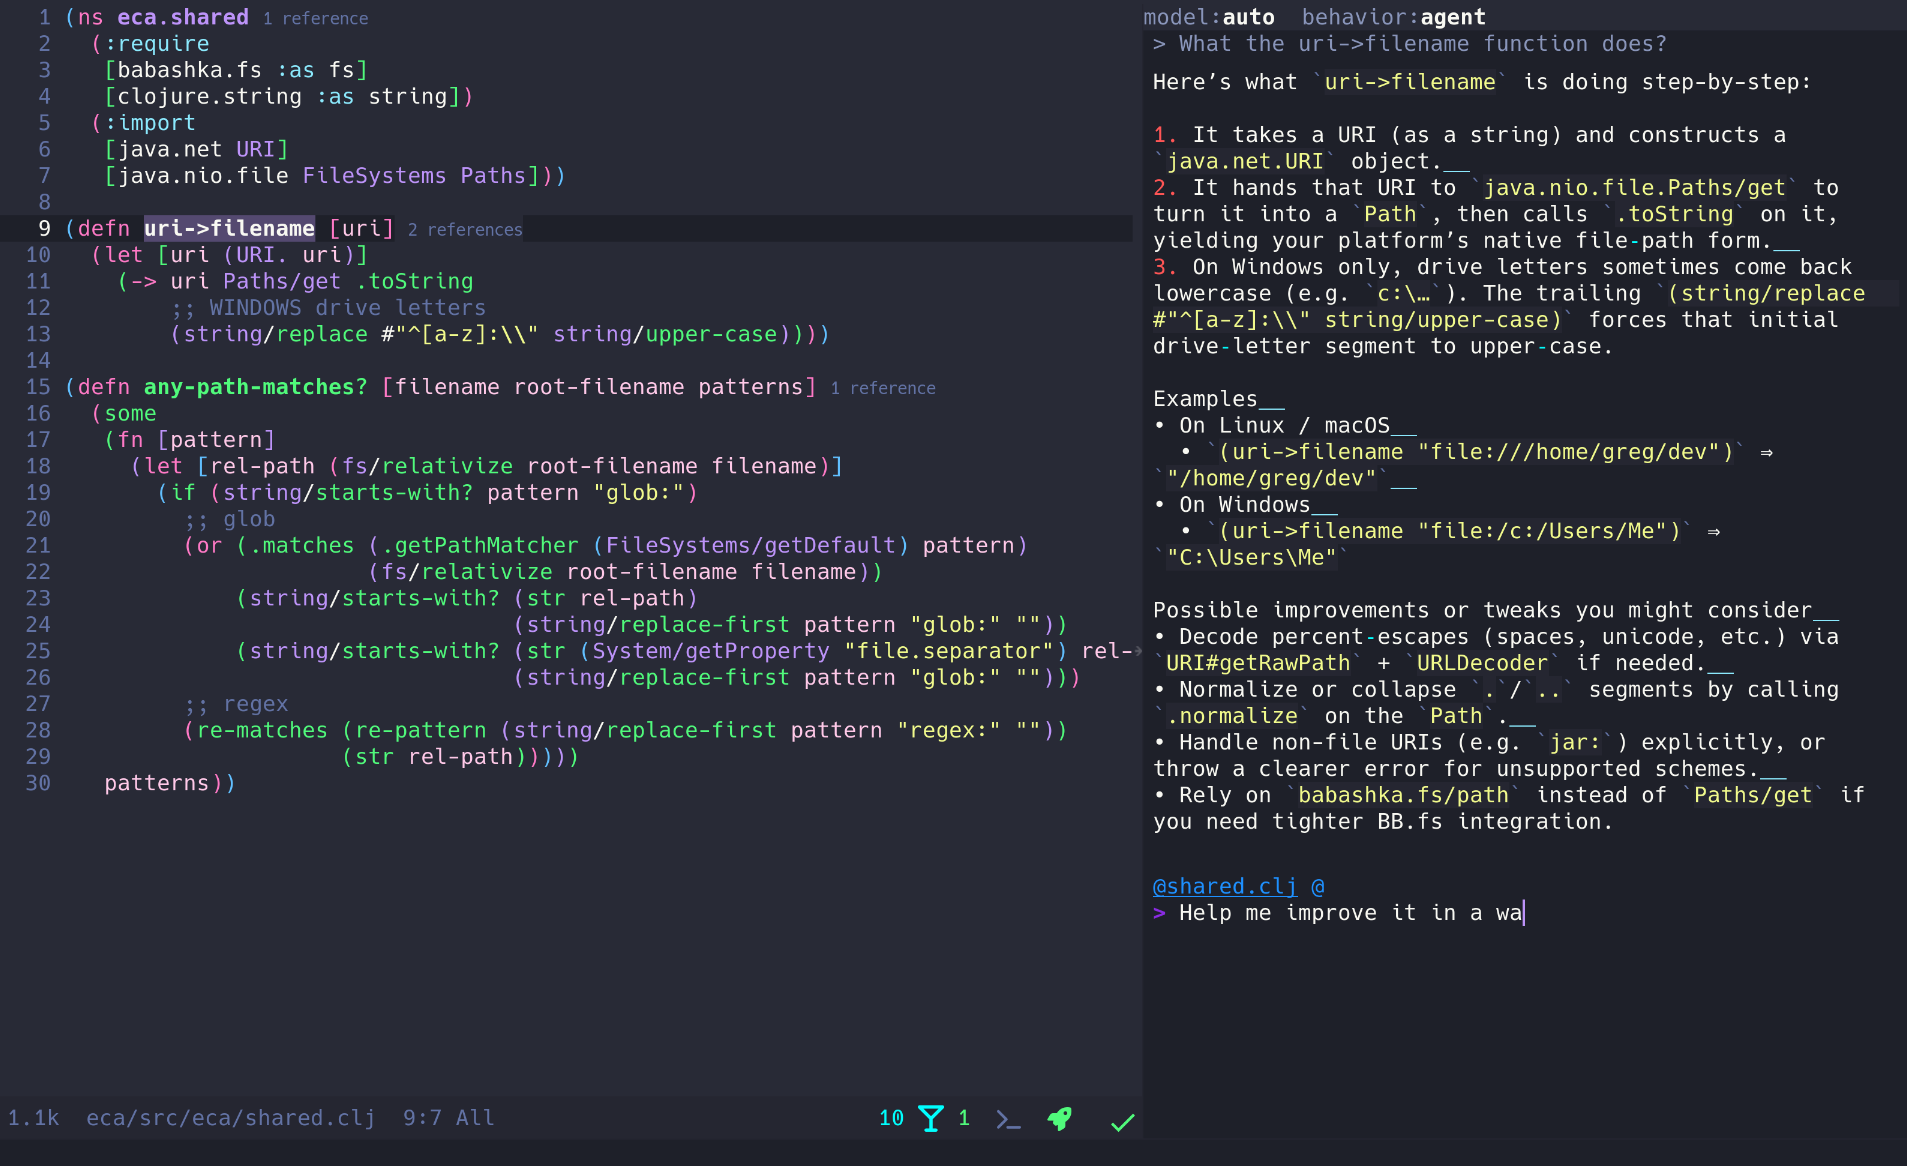 1 (ns eca.shared 1 reference
2 (:require
3 [babashka.fs :as fs]
4 [clojure.string :as string])
5 (:import
6 [java.net URI]
7 [java.nio.file FileSystems Paths]))
8
9 (defn uri->filename [uri] 2 references
10 (let [uri (URI. uri)]
11 (-> uri Paths/get .toString
12 ;; WINDOWS drive letters
13 (string/replace #"^[a-z]:\\" string/upper-case))))
14
15 (defn any-path-matches? [filename root-filename patterns] 1 reference
16 (some
17 (fn [pattern]
18 (let [rel-path (fs/relativize root-filename filename)]
19 (if (string/starts-with? pattern "glob:")
20 ;; glob
21 (or (.matches (.getPathMatcher (FileSystems/getDefault) pattern)
22 (fs/relativize root-filename filename))
23 (string/starts-with? (str rel-path)
24 (string/replace-first pattern "glob:" ""))
25 (string/starts-with? (str (System/getProperty "file.separator") rel-
26 (string/replace-first pattern "glob:" "")))
27 ;; regex
28 (re-matches (re-pattern (string/replace-first pattern "regex:" ""))
29 (str rel-path)))))
30 patterns))
1.1k eca/src/eca/shared.clj 9:7 All 10 1
model:auto behavior:agent
> What the uri->filename function does?
Here’s what `uri->filename` is doing step-by-step:
1. It takes a URI (as a string) and constructs a
`java.net.URI` object.__
2. It hands that URI to `java.nio.file.Paths/get` to
turn it into a `Path`, then calls `.toString` on it,
yielding your platform’s native file-path form.__
3. On Windows only, drive letters sometimes come back
lowercase (e.g. `c:\…`). The trailing `(string/replace
#"^[a-z]:\\" string/upper-case)` forces that initial
drive-letter segment to upper-case.
Examples__
• On Linux / macOS__
• `(uri->filename "file:///home/greg/dev")` ⇒
`"/home/greg/dev"`__
• On Windows__
• `(uri->filename "file:/c:/Users/Me")` ⇒
`"C:\Users\Me"`
Possible improvements or tweaks you might consider__
• Decode percent-escapes (spaces, unicode, etc.) via
`URI#getRawPath` + `URLDecoder` if needed.__
• Normalize or collapse `.`/`..` segments by calling
`.normalize` on the `Path`.__
• Handle non-file URIs (e.g. `jar:`) explicitly, or
throw a clearer error for unsupported schemes.__
• Rely on `babashka.fs/path` instead of `Paths/get` if
you need tighter BB.fs integration.
@shared.clj @
> Help me improve it in a wa